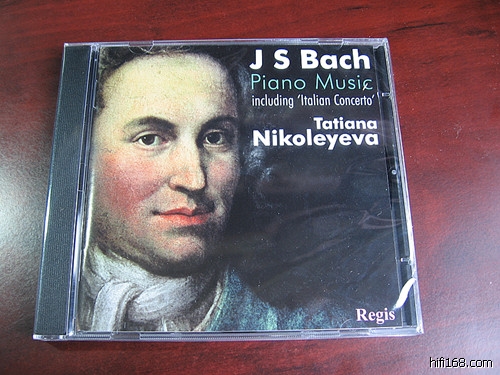 J S Bach
Piano Music
including 'Italian Concerto'
Tatiana
Nikoleyeva
Regis
hifi168.com